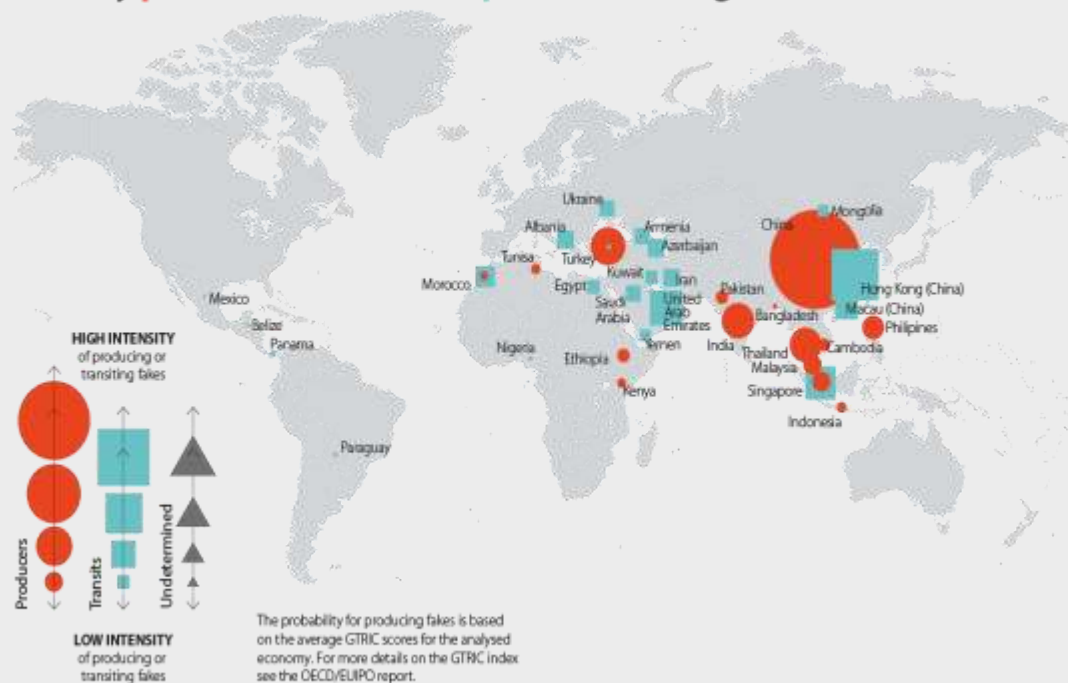 Ukraine
Mongolia
China
Albania
Armenia
Azerbaijan
Tunisa
Turkey
Kuwait
Iran
Morocco
Egypt
Pakistan
Hong Kong (China)
Mexico
Saudi
Arabia
United
Arab
Emirates
Bangladesh
Macau (China)
Philipines
Belize
Panama
Nigeria
Yemen
India
Ethiopia
Thailand
Cambodia
Malaysia
Kenya
Singapore
Indonesia
Paraguay
HIGH INTENSITY
of producing or
transiting fakes
Producers
Transits
Undetermined
LOW INTENSITY
of producing or
transiting fakes
The probability for producing fakes is based
on the average GTRIC scores for the analysed
economy. For more details on the GTRIC index
see the OECD/EUIPO report.